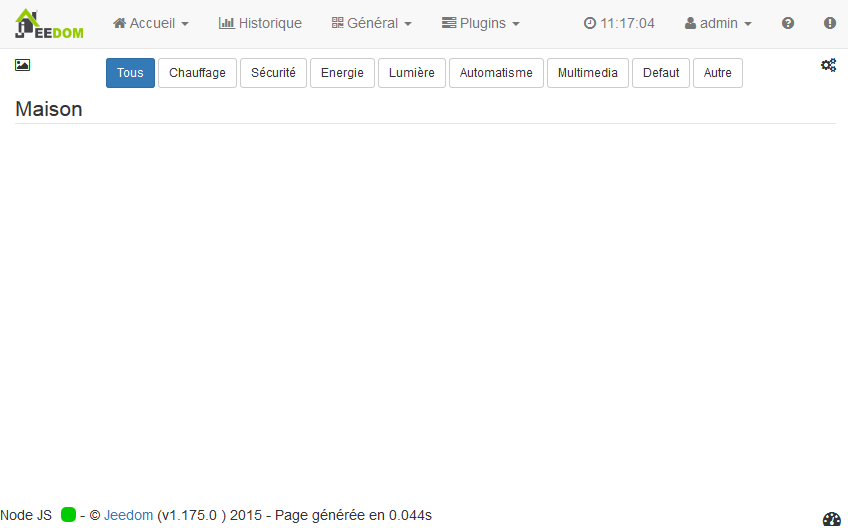 JEEDOM Accueil Historique Général Plugins 11:17:04 admin
Tous Chauffage Sécurité Energie Lumière Automatisme Multimedia Defaut Autre
Maison
Node JS - © Jeedom (v1.175.0 ) 2015 - Page générée en 0.044s